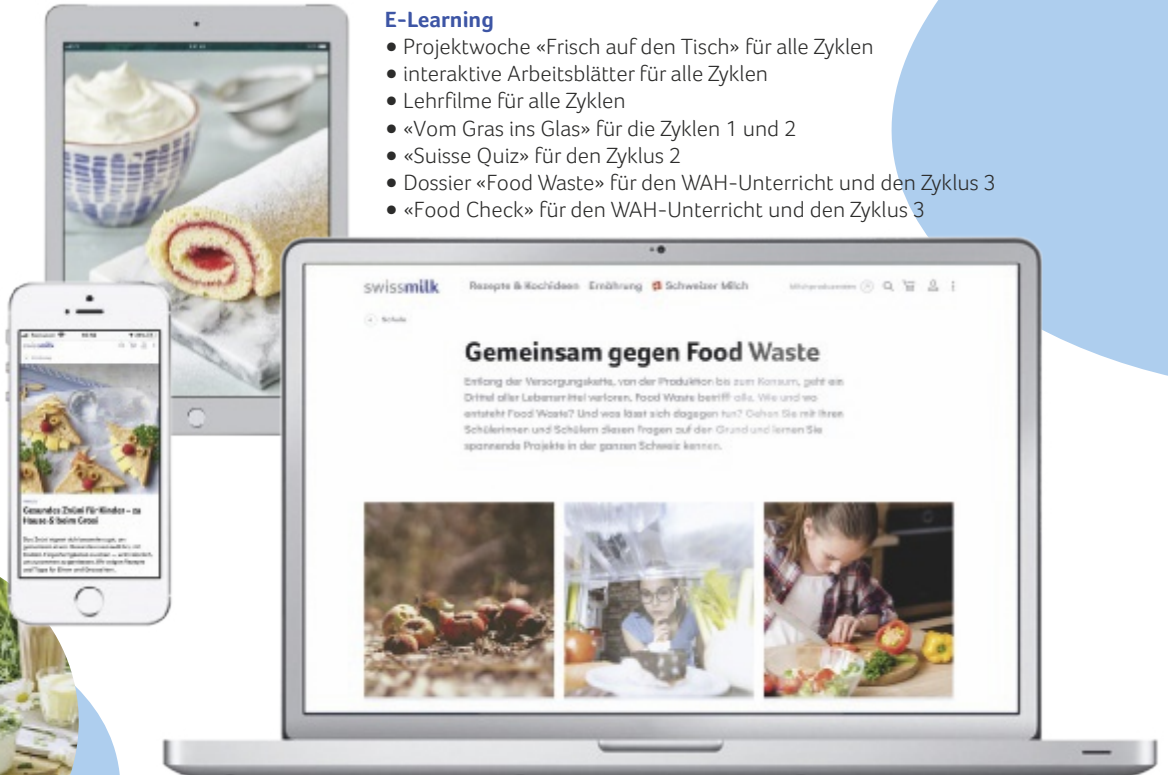 E-Learning
• Projektwoche «Frisch auf den Tisch» für alle Zyklen
• interaktive Arbeitsblätter für alle Zyklen
• Lehrfilme für alle Zyklen
• «Vom Gras ins Glas» für die Zyklen 1 und 2
• «Suisse Quiz» für den Zyklus 2
• Dossier «Food Waste» für den WAH-Unterricht und den Zyklus 3
• «Food Check» für den WAH-Unterricht und den Zyklus 3
swissmilk Rezepte & Kochideen Ernährung Schweizer Milch
Schule
Gemeinsam gegen Food Waste
Entlang der Versorgungskette, von der Produktion bis zum Konsum, geht ein
Drittel aller Lebensmittel verloren. Food Waste betrifft alle. Wie und wo
entsteht Food Waste? Und was lässt sich dagegen tun? Gehen Sie mit Ihren
Schülerinnen und Schülern diesen Fragen auf den Grund und lernen Sie
spannende Projekte in der ganzen Schweiz kennen.
Gesundes Znüni für Kinder – zu
Hause & beim Grosi